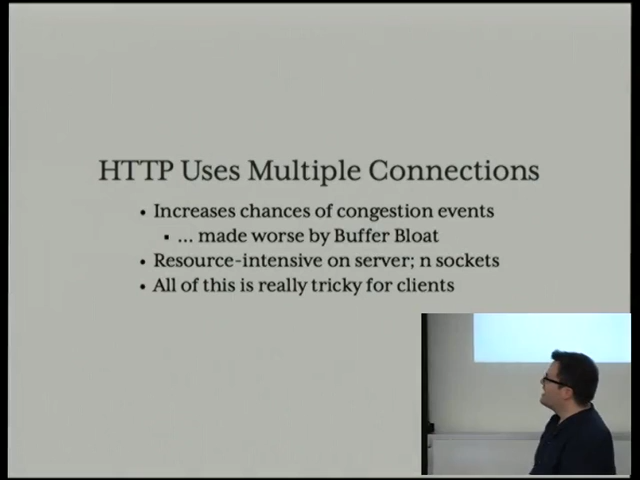 HTTP Uses Multiple Connections
• Increases chances of congestion events
▪ ... made worse by Buffer Bloat
• Resource-intensive on server; n sockets
• All of this is really tricky for clients